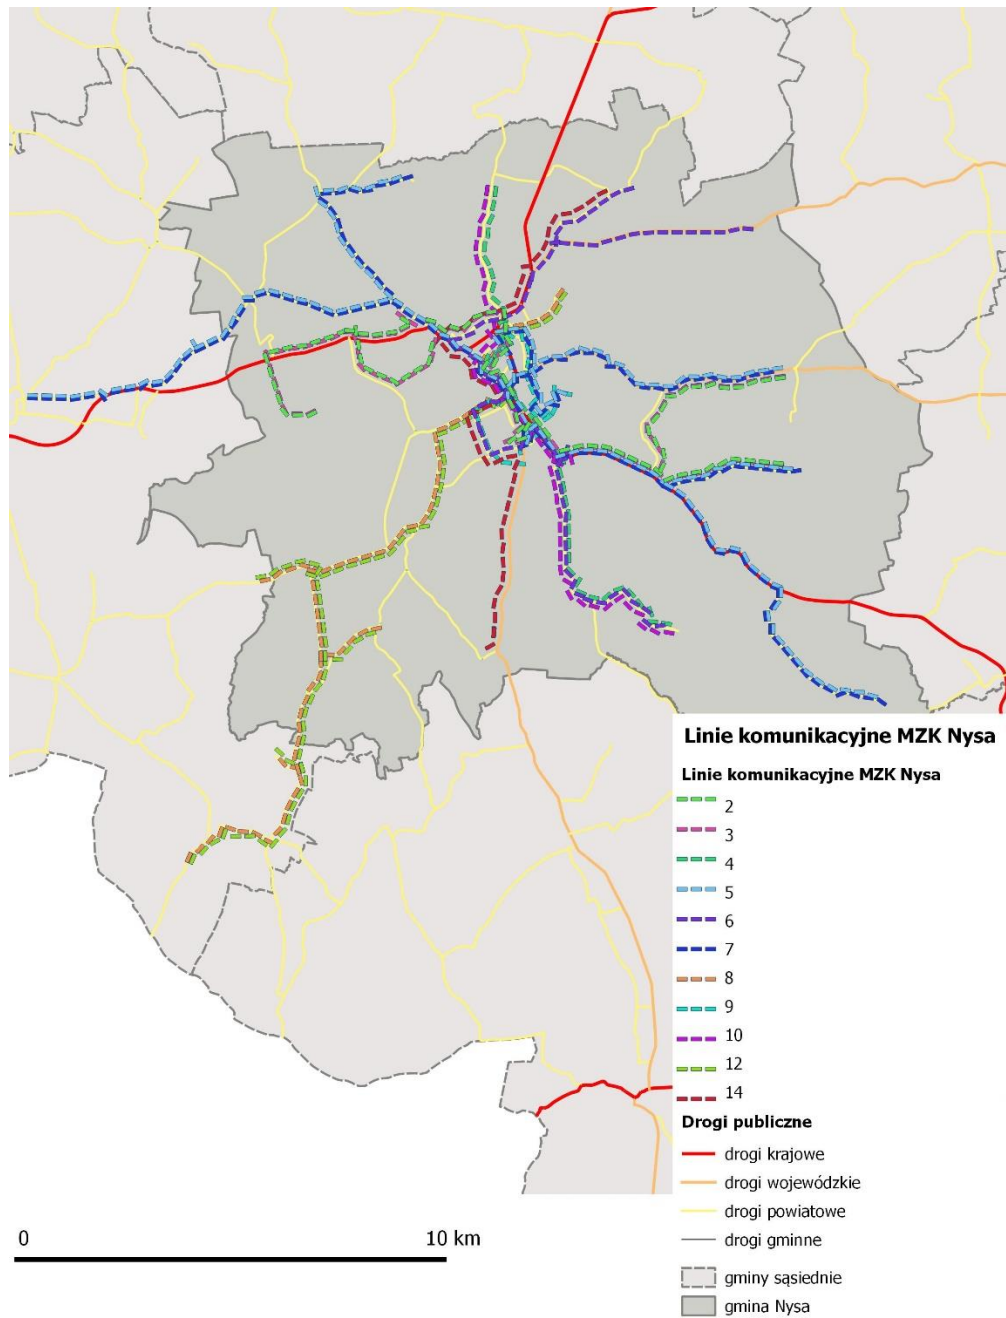 Linie komunikacyjne MZK Nysa
Linie komunikacyjne MZK Nysa
2
3
4
5
6
7
8
9
10
12
14
Drogi publiczne
drogi krajowe
drogi wojewódzkie
drogi powiatowe
drogi gminne
gminy sąsiednie
gmina Nysa
0 10 km